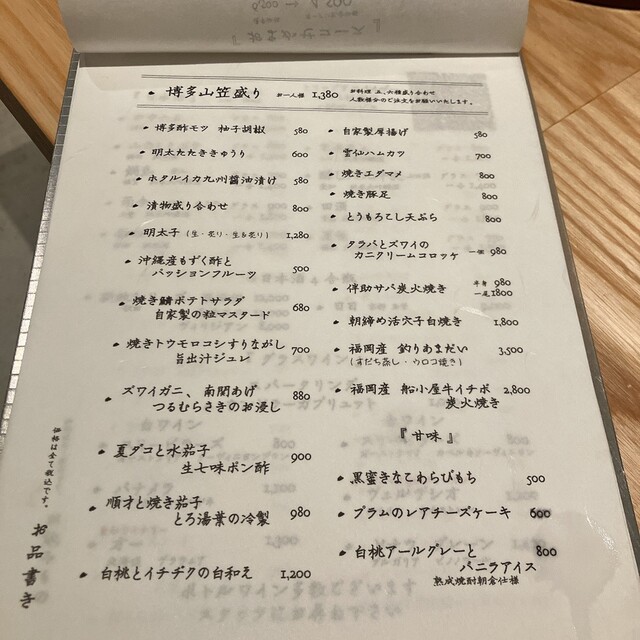 『おまかせコース』
博多山笠盛り お一人様 1,380 お料理 五、六種盛り合わせ
人数様分のご注文をお願いいたします。
博多酢モツ 柚子胡椒 580
明太たたききゅうり 600
ホタルイカ九州醤油漬け 580
漬物盛り合わせ 800
明太子(生・炙り・生&炙り) 1,280
沖縄産もずく酢と
パッションフルーツ 500
焼き鯖ポテトサラダ
自家製の粒マスタード 680
焼きトウモロコシすりながし
旨出汁ジュレ 700
ズワイガニ、南関あげ
つるむらさきのお浸し 880
夏ダコと水茄子
生七味ポン酢 900
順才と焼き茄子
とろ湯葉の冷製 980
白桃とイチヂクの白和え 1,200
自家製厚揚げ 580
雲仙ハムカツ 700
焼きエダマメ 800
焼き豚足 800
とうもろこし天ぷら 800
タラバとズワイの
カニクリームコロッケ 一個 980
伴助サバ炭火焼き 半身 980
一尾 1800
朝締め活穴子白焼き 1,800
福岡産 釣りあまだい 3,500
(すだち蒸し・ウロコ焼き)
福岡産 船小屋牛イチボ 2,800
炭火焼き
『甘味』
黒蜜きなこわらびもち 500
プラムのレアチーズケーキ 600
白桃アールグレーと 800
バニラアイス
熟成焼酎朝倉仕様
価格は全て税込です。
お品書き